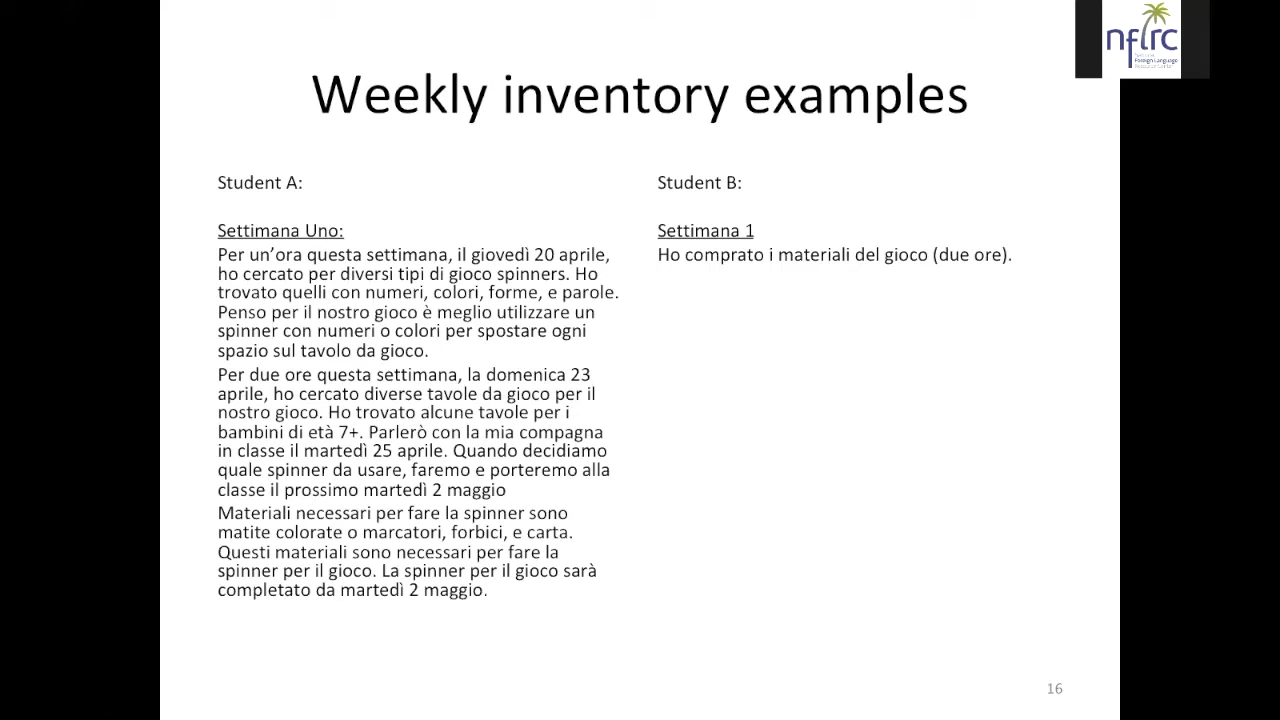 nflrc
Foreign Language
Weekly inventory examples
Student A:
Settimana Uno:
Per un’ora questa settimana, il giovedì 20 aprile,
ho cercato per diversi tipi di gioco spinners. Ho
trovato quelli con numeri, colori, forme, e parole.
Penso per il nostro gioco è meglio utilizzare un
spinner con numeri o colori per spostare ogni
spazio sul tavolo da gioco.
Per due ore questa settimana, la domenica 23
aprile, ho cercato diverse tavole da gioco per il
nostro gioco. Ho trovato alcune tavole per i
bambini di età 7+. Parlerò con la mia compagna
in classe il martedì 25 aprile. Quando decidiamo
quale spinner da usare, faremo e porteremo alla
classe il prossimo martedì 2 maggio
Materiali necessari per fare la spinner sono
matite colorate o marcatori, forbici, e carta.
Questi materiali sono necessari per fare la
spinner per il gioco. La spinner per il gioco sarà
completato da martedì 2 maggio.
Student B:
Settimana 1
Ho comprato i materiali del gioco (due ore).
16